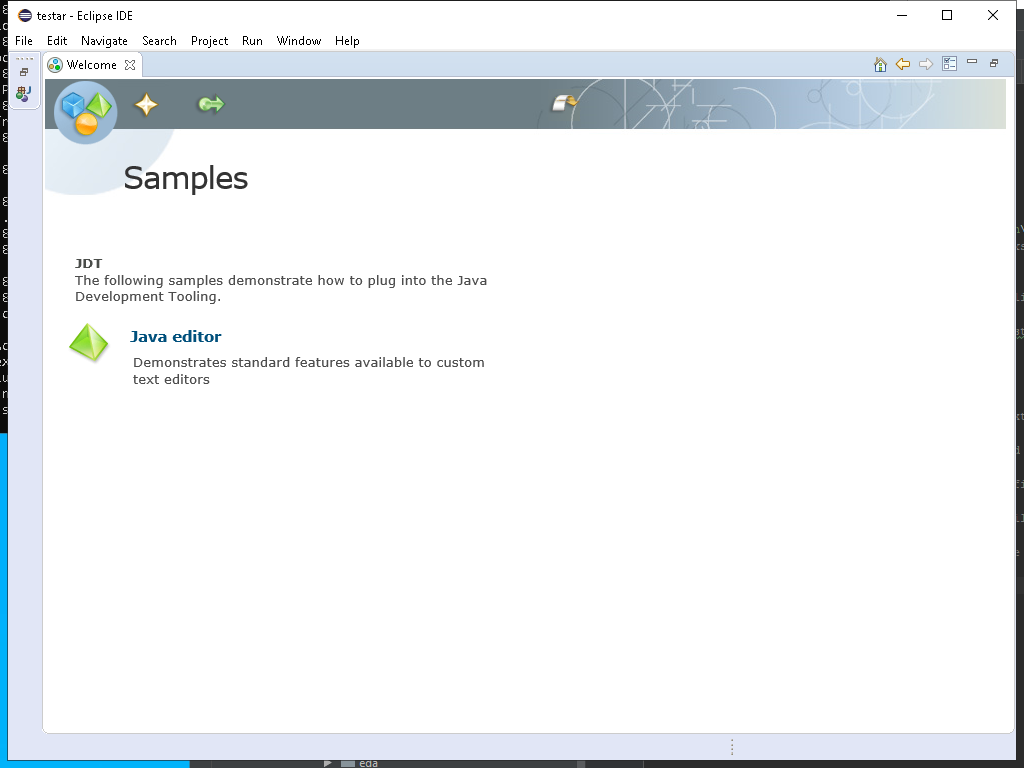 testar - Eclipse IDE
File Edit Navigate Search Project Run Window Help
Welcome
Samples
JDT
The following samples demonstrate how to plug into the Java
Development Tooling.
Java editor
Demonstrates standard features available to custom
text editors
eda